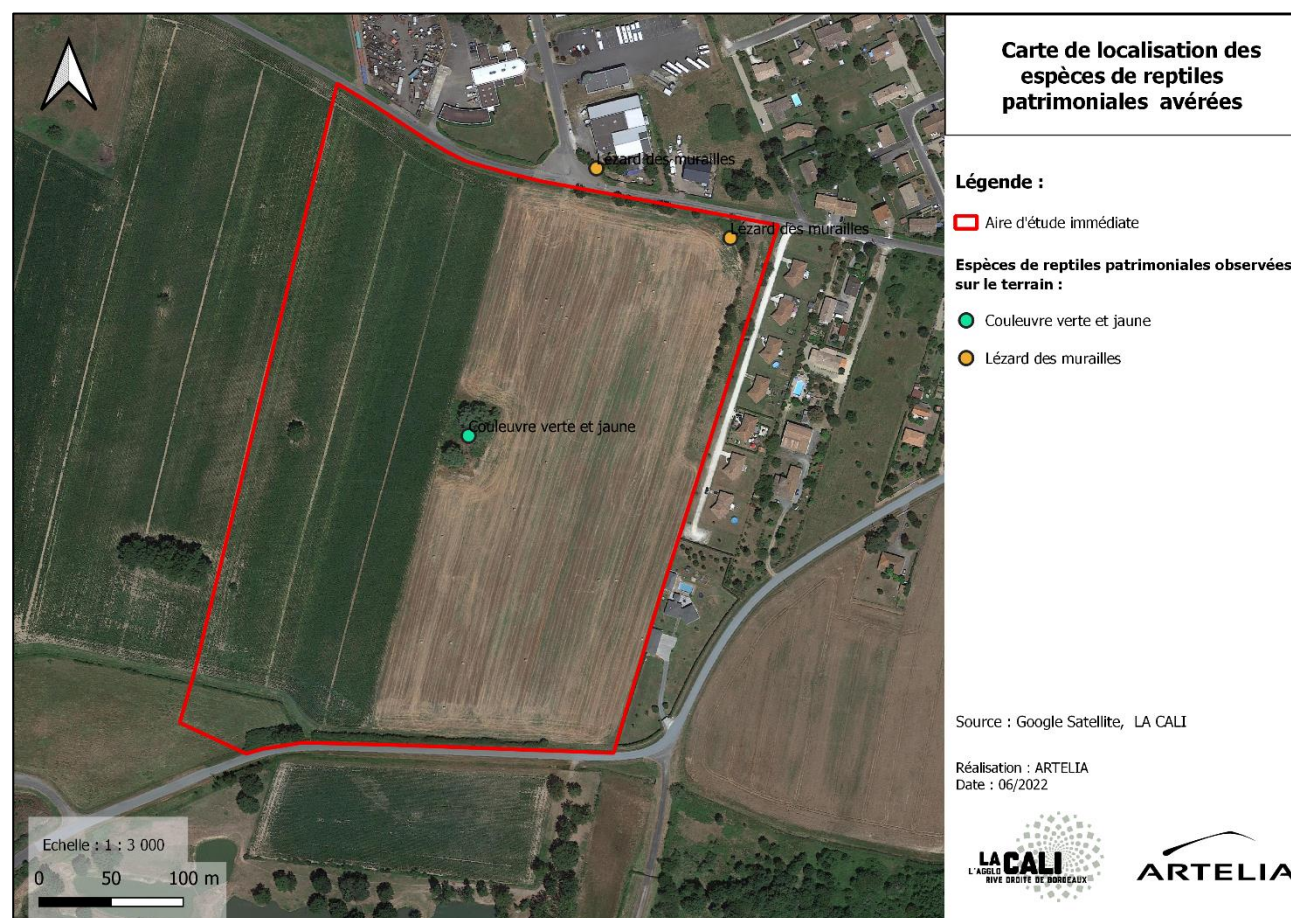 Carte de localisation des
espèces de reptiles
patrimoniales avérées
Légende :
Aire d'étude immédiate
Espèces de reptiles patrimoniales observées
sur le terrain :
Couleuvre verte et jaune
Lézard des murailles
Lézard des murailles
Lézard des murailles
Couleuvre verte et jaune
Source : Google Satellite, LA CALI
Réalisation : ARTELIA
Date : 06/2022
LA CALI
L'AGGLO
RIVE DROITE DE BORDEAUX
ARTELIA
Echelle : 1 : 3 000
0 50 100 m